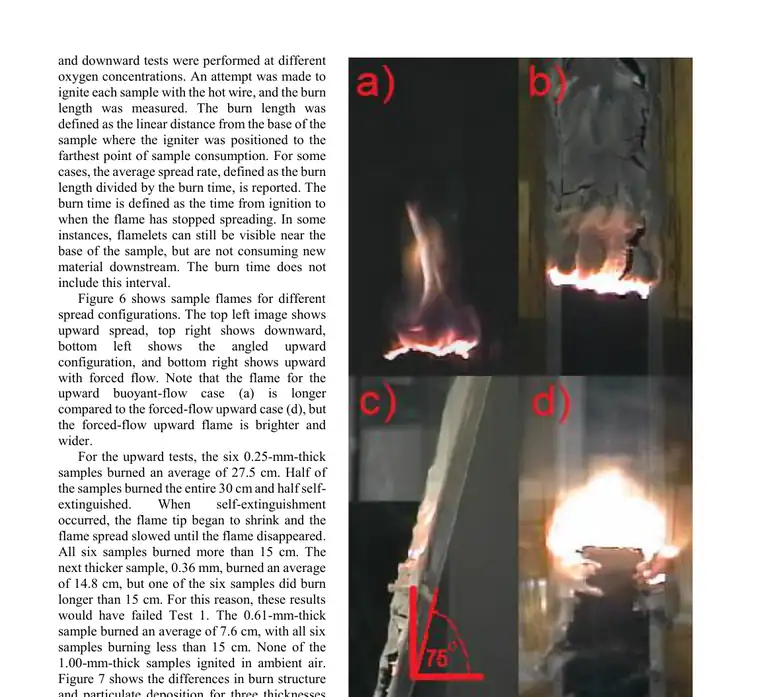 and downward tests were performed at different
oxygen concentrations. An attempt was made to
ignite each sample with the hot wire, and the burn
length was measured. The burn length was
defined as the linear distance from the base of the
sample where the igniter was positioned to the
farthest point of sample consumption. For some
cases, the average spread rate, defined as the burn
length divided by the burn time, is reported. The
burn time is defined as the time from ignition to
when the flame has stopped spreading. In some
instances, flamelets can still be visible near the
base of the sample, but are not consuming new
material downstream. The burn time does not
include this interval.
Figure 6 shows sample flames for different
spread configurations. The top left image shows
upward spread, top right shows downward,
bottom left shows the angled upward
configuration, and bottom right shows upward
with forced flow. Note that the flame for the
upward buoyant-flow case (a) is longer
compared to the forced-flow upward case (d), but
the forced-flow upward flame is brighter and
wider.
For the upward tests, the six 0.25-mm-thick
samples burned an average of 27.5 cm. Half of
the samples burned the entire 30 cm and half self-
extinguished. When self-extinguishment
occurred, the flame tip began to shrink and the
flame spread slowed until the flame disappeared.
All six samples burned more than 15 cm. The
next thicker sample, 0.36 mm, burned an average
of 14.8 cm, but one of the six samples did burn
longer than 15 cm. For this reason, these results
would have failed Test 1. The 0.61-mm-thick
sample burned an average of 7.6 cm, with all six
samples burning less than 15 cm. None of the
1.00-mm-thick samples ignited in ambient air.
Figure 7 shows the differences in burn structure
and particulate deposition for three thicknesses
a)
b)
c)
d)
75°